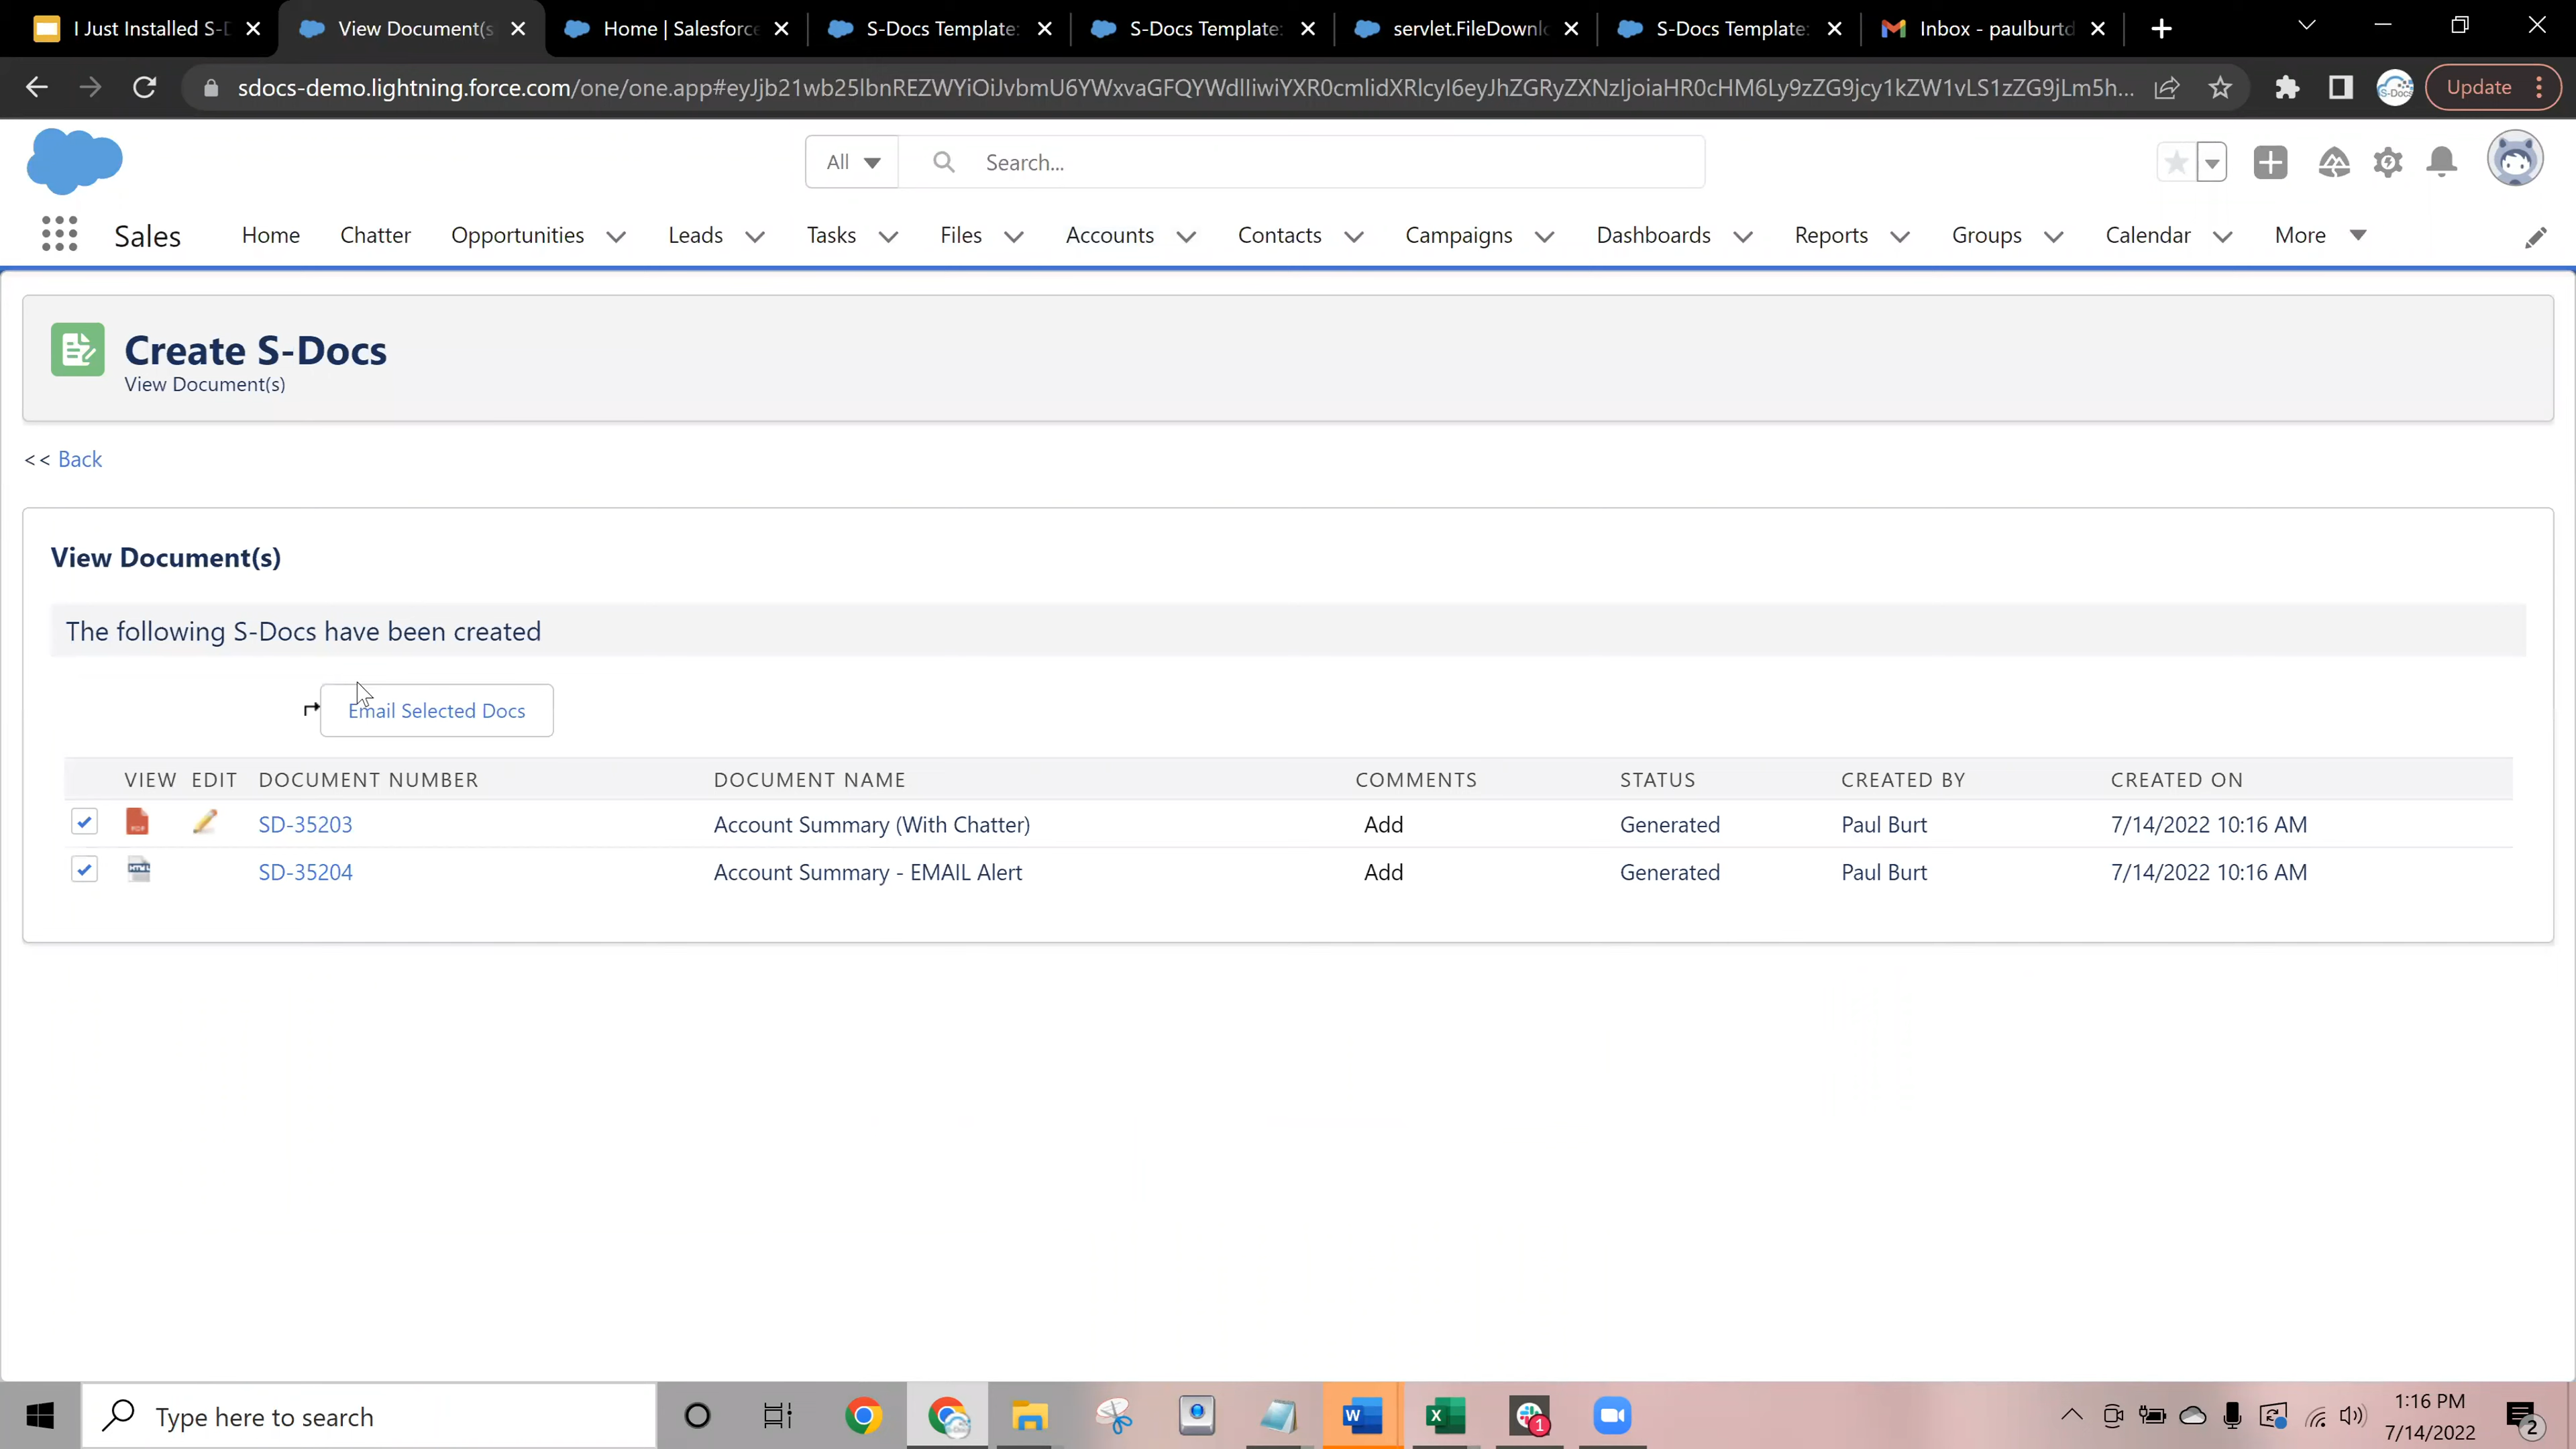 I Just Installed S-D
View Document(s
Home | Salesforce
S-Docs Template:
S-Docs Template:
servlet.FileDownlo
S-Docs Template:
Inbox - paulburtd
sdocs-demo.lightning.force.com/one/one.app#eyJjb21wb25lbnREZWYiOiJvbmU6YWxvaGFQYWdlIiwiYXR0cmlidXRlcyI6eyJhZGRyZXNzIjoiaHR0cHM6Ly9zZG9jcy1kZW1vLS1zZG9jLm5h...
S-Docs
Update
All
Search...
Sales
Home
Chatter
Opportunities
Leads
Tasks
Files
Accounts
Contacts
Campaigns
Dashboards
Reports
Groups
Calendar
More
Create S-Docs
View Document(s)
<< Back
View Document(s)
The following S-Docs have been created
Email Selected Docs
VIEW EDIT DOCUMENT NUMBER DOCUMENT NAME COMMENTS STATUS CREATED BY CREATED ON
PDF SD-35203 Account Summary (With Chatter) Add Generated Paul Burt 7/14/2022 10:16 AM
HTML SD-35204 Account Summary - EMAIL Alert Add Generated Paul Burt 7/14/2022 10:16 AM
Type here to search
W
X
1
1:16 PM
7/14/2022
2